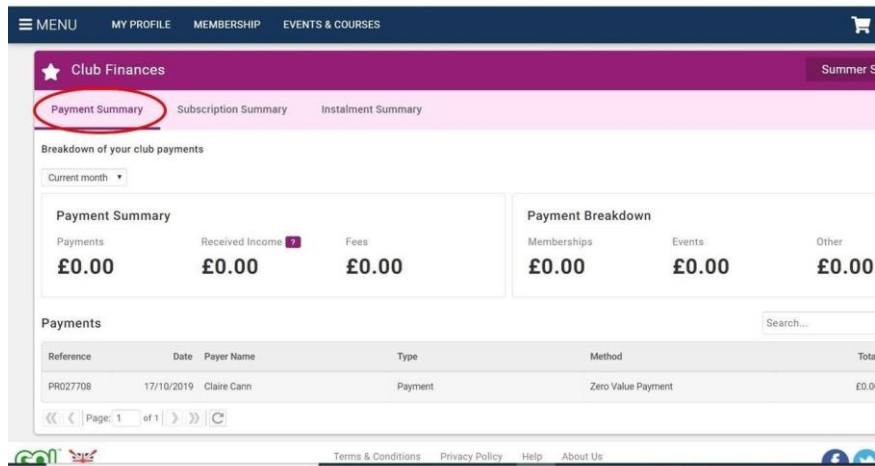 MENU MY PROFILE MEMBERSHIP EVENTS & COURSES
Club Finances Summer S
Payment Summary Subscription Summary Instalment Summary
Breakdown of your club payments
Current month
Payment Summary Payment Breakdown
Payments Received Income ? Fees Memberships Events Other
£0.00 £0.00 £0.00 £0.00 £0.00 £0.00
Payments Search...
Reference Date Payer Name Type Method Tota
PR027708 17/10/2019 Claire Cann Payment Zero Value Payment £0.0
Page: 1 of 1
Terms & Conditions Privacy Policy Help About Us